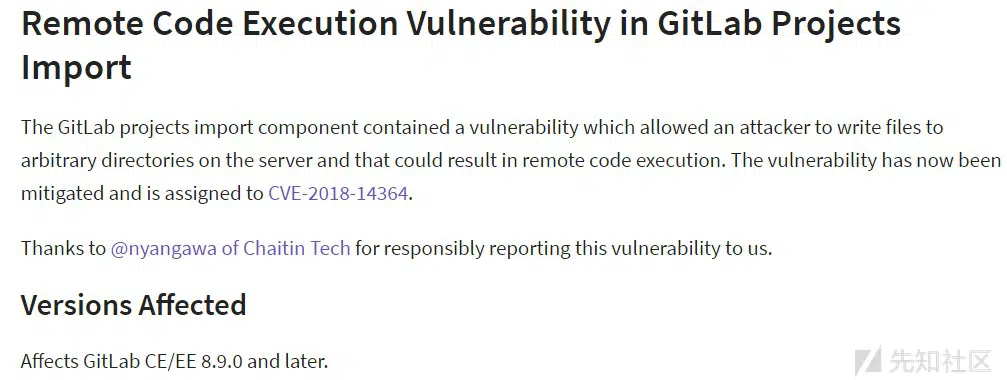 Remote Code Execution Vulnerability in GitLab Projects
Import
The GitLab projects import component contained a vulnerability which allowed an attacker to write files to
arbitrary directories on the server and that could result in remote code execution. The vulnerability has now been
mitigated and is assigned to CVE-2018-14364.
Thanks to @nyangawa of Chaitin Tech for responsibly reporting this vulnerability to us.
Versions Affected
Affects GitLab CE/EE 8.9.0 and later.
先知社区